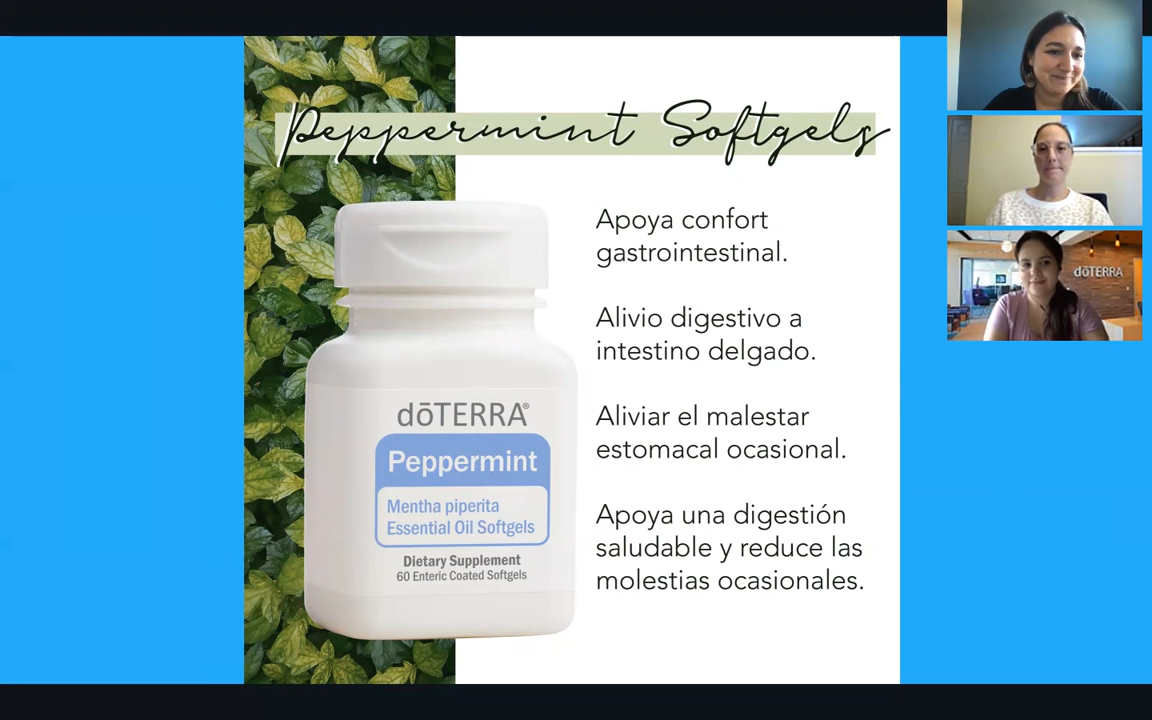 Peppermint Softgels
Apoya confort
gastrointestinal.
Alivio digestivo a
intestino delgado.
Aliviar el malestar
estomacal ocasional.
Apoya una digestión
saludable y reduce las
molestias ocasionales.
dōTERRA®
Peppermint
Mentha piperita
Essential Oil Softgels
Dietary Supplement
60 Enteric Coated Softgels
dōTERRA